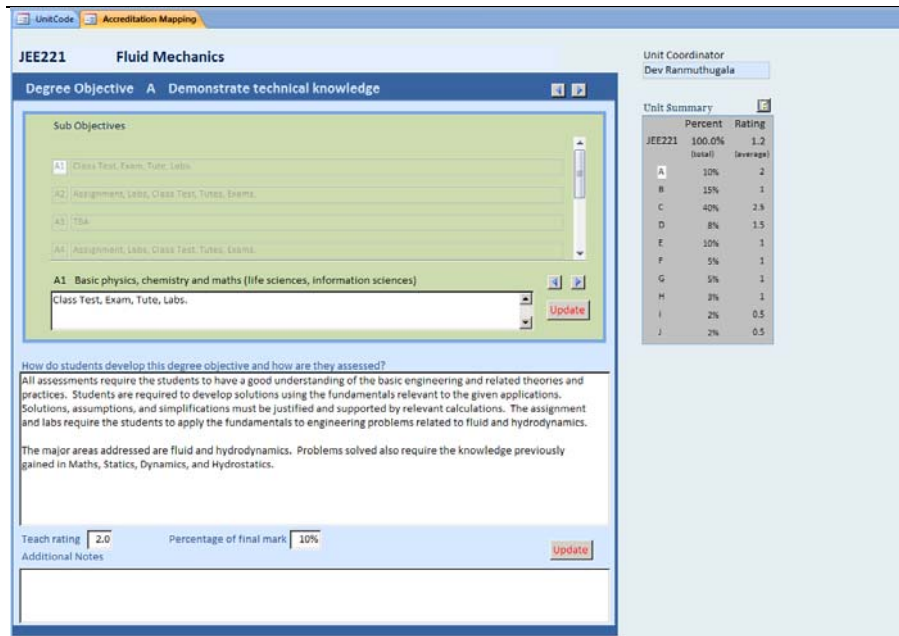 UnitCode Accreditation Mapping
JEE221 Fluid Mechanics
Degree Objective A Demonstrate technical knowledge
Sub Objectives
A1 Class Test, Exam, Tute, Labs.
A2 Assignment, Labs, Class Test, Tutes, Exams.
A3 TBA
A4 Assignment, Labs, Class Test, Tutes, Exams.
A1 Basic physics, chemistry and maths (life sciences, information sciences)
Class Test, Exam, Tute, Labs.
Update
How do students develop this degree objective and how are they assessed?
All assessments require the students to have a good understanding of the basic engineering and related theories and
practices. Students are required to develop solutions using the fundamentals relevant to the given applications.
Solutions, assumptions, and simplifications must be justified and supported by relevant calculations. The assignment
and labs require the students to apply the fundamentals to engineering problems related to fluid and hydrodynamics.
The major areas addressed are fluid and hydrodynamics. Problems solved also require the knowledge previously
gained in Maths, Statics, Dynamics, and Hydrostatics.
Teach rating 2.0 Percentage of final mark 10%
Update
Additional Notes
Unit Coordinator
Dev Ranmuthugala
Unit Summary
Percent Rating
JEE221 100.0% 1.2
(total) (average)
A 10% 2
B 15% 1
C 40% 2.5
D 8% 1.5
E 10% 1
F 5% 1
G 5% 1
H 3% 1
I 2% 0.5
J 2% 0.5